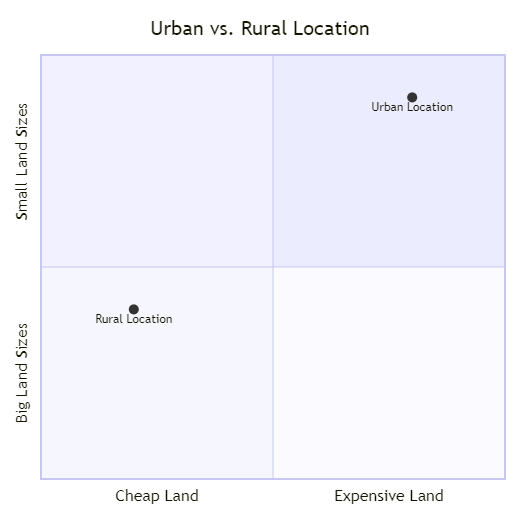 Urban vs. Rural Location
Small Land Sizes
Urban Location
Big Land Sizes
Rural Location
Cheap Land
Expensive Land